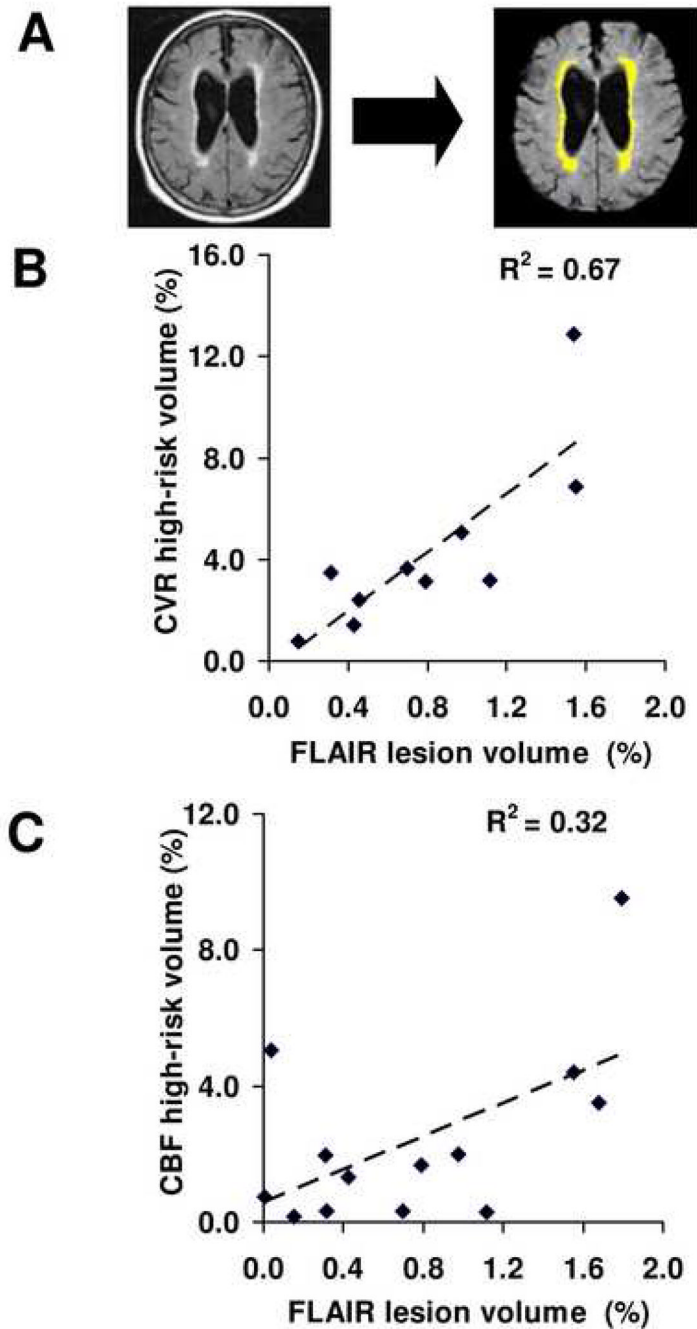 A
B
R² = 0.67
CVR high-risk volume (%)
16.0
12.0
8.0
4.0
0.0
0.0 0.4 0.8 1.2 1.6 2.0
FLAIR lesion volume (%)
C
R² = 0.32
CBF high-risk volume (%)
12.0
8.0
4.0
0.0
0.0 0.4 0.8 1.2 1.6 2.0
FLAIR lesion volume (%)